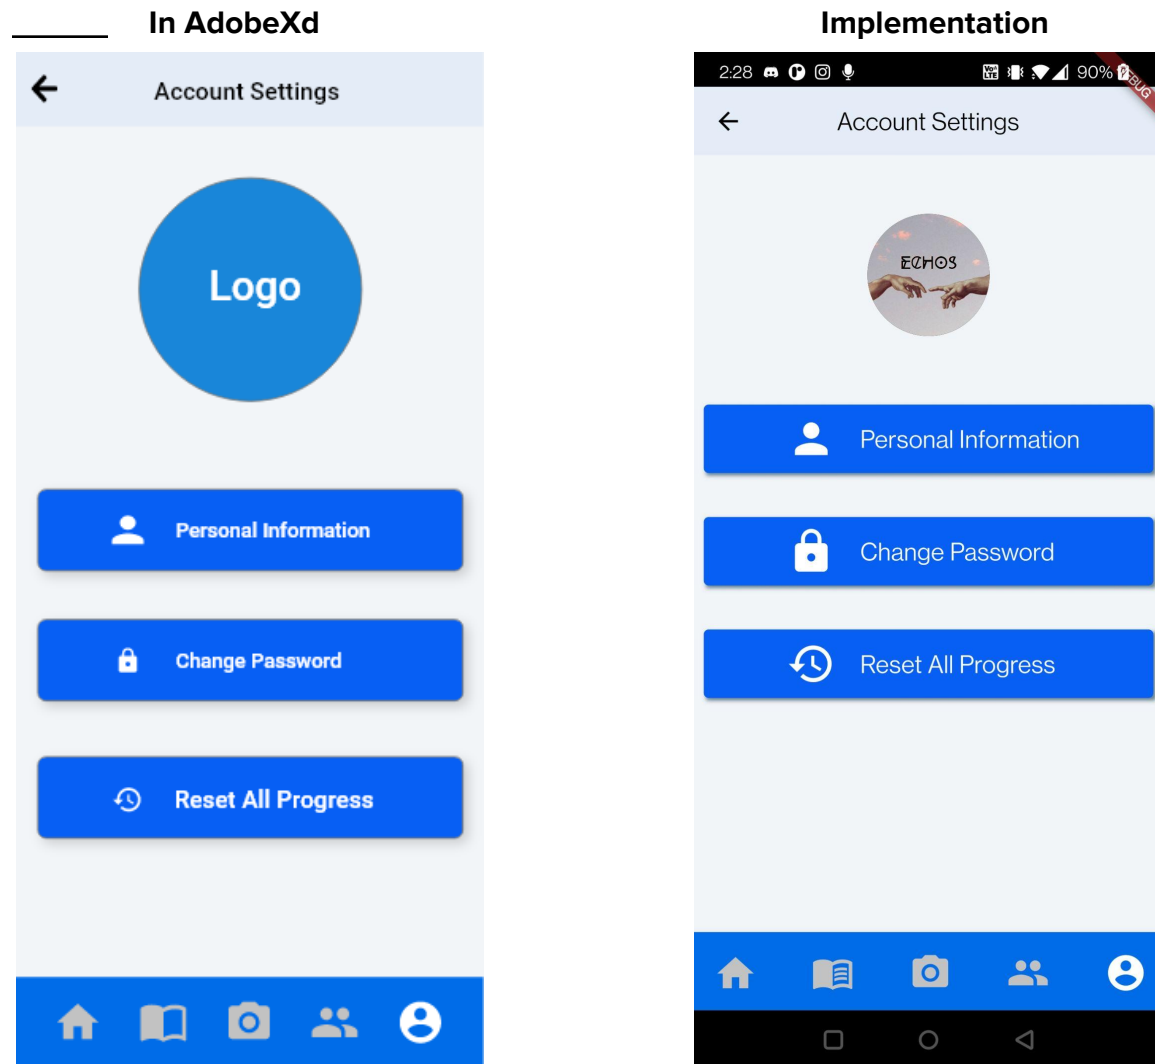 In AdobeXd
Account Settings
Logo
Personal Information
Change Password
Reset All Progress
Implementation
2:28
90%
Account Settings
ECHOS
Personal Information
Change Password
Reset All Progress